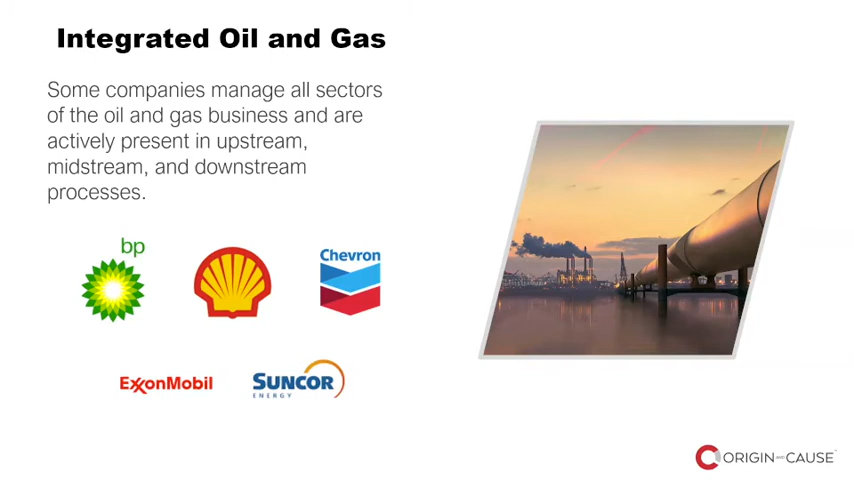 Integrated Oil and Gas
Some companies manage all sectors
of the oil and gas business and are
actively present in upstream,
midstream, and downstream
processes.
bp
Chevron
ExxonMobil
SUNCOR
ENERGY
ORIGIN AND CAUSE